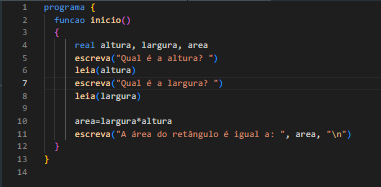 1 programa {
2 funcao inicio()
3 {
4 real altura, largura, area
5 escreva("Qual é a altura? ")
6 leia(altura)
7 escreva("Qual é a largura? ")
8 leia(largura)
9
10 area=largura*altura
11 escreva("A área do retângulo é igual a: ", area, "\n")
12 }
13 }
14